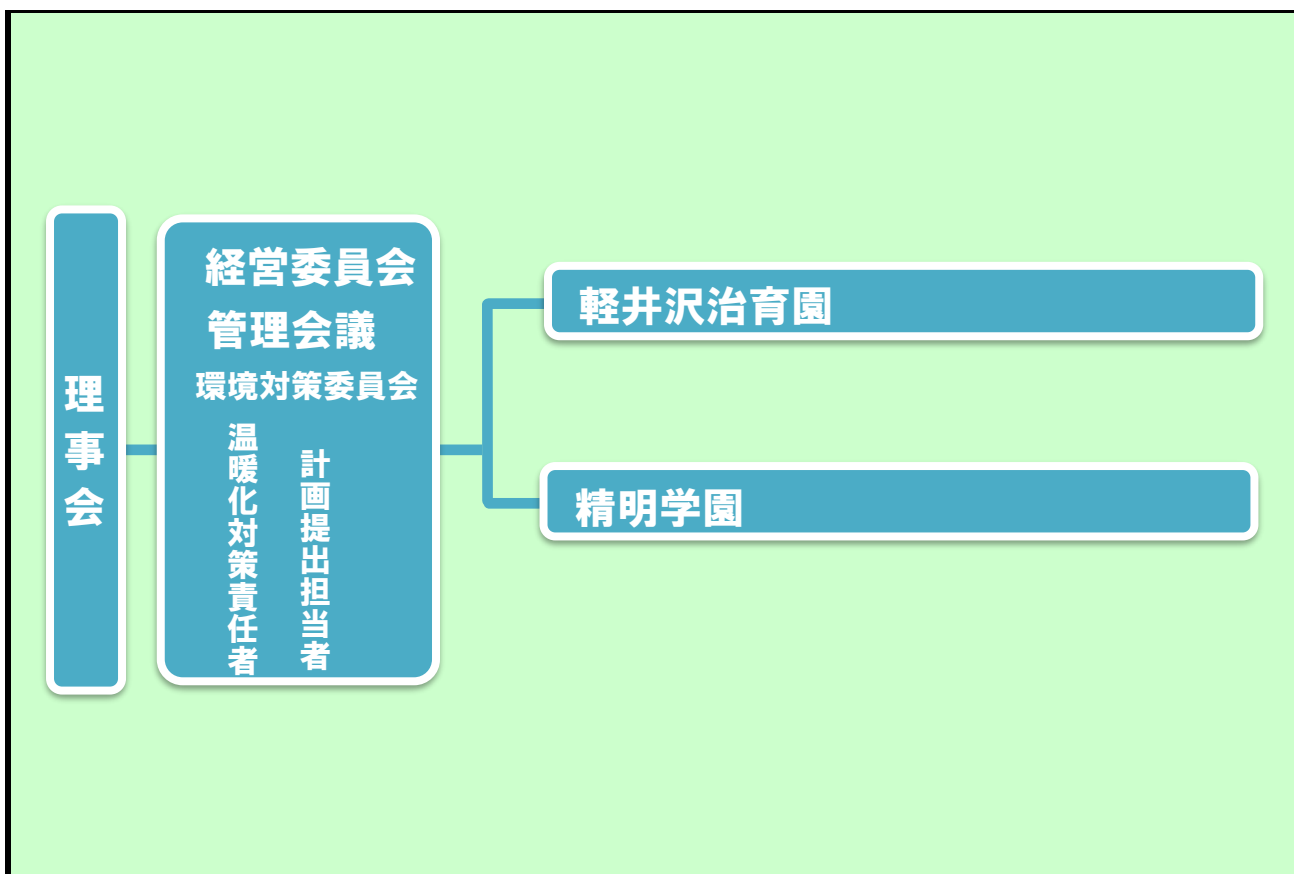 理事会
経営委員会
管理会議
環境対策委員会
温暖化対策責任者
計画提出担当者
軽井沢治育園
精明学園